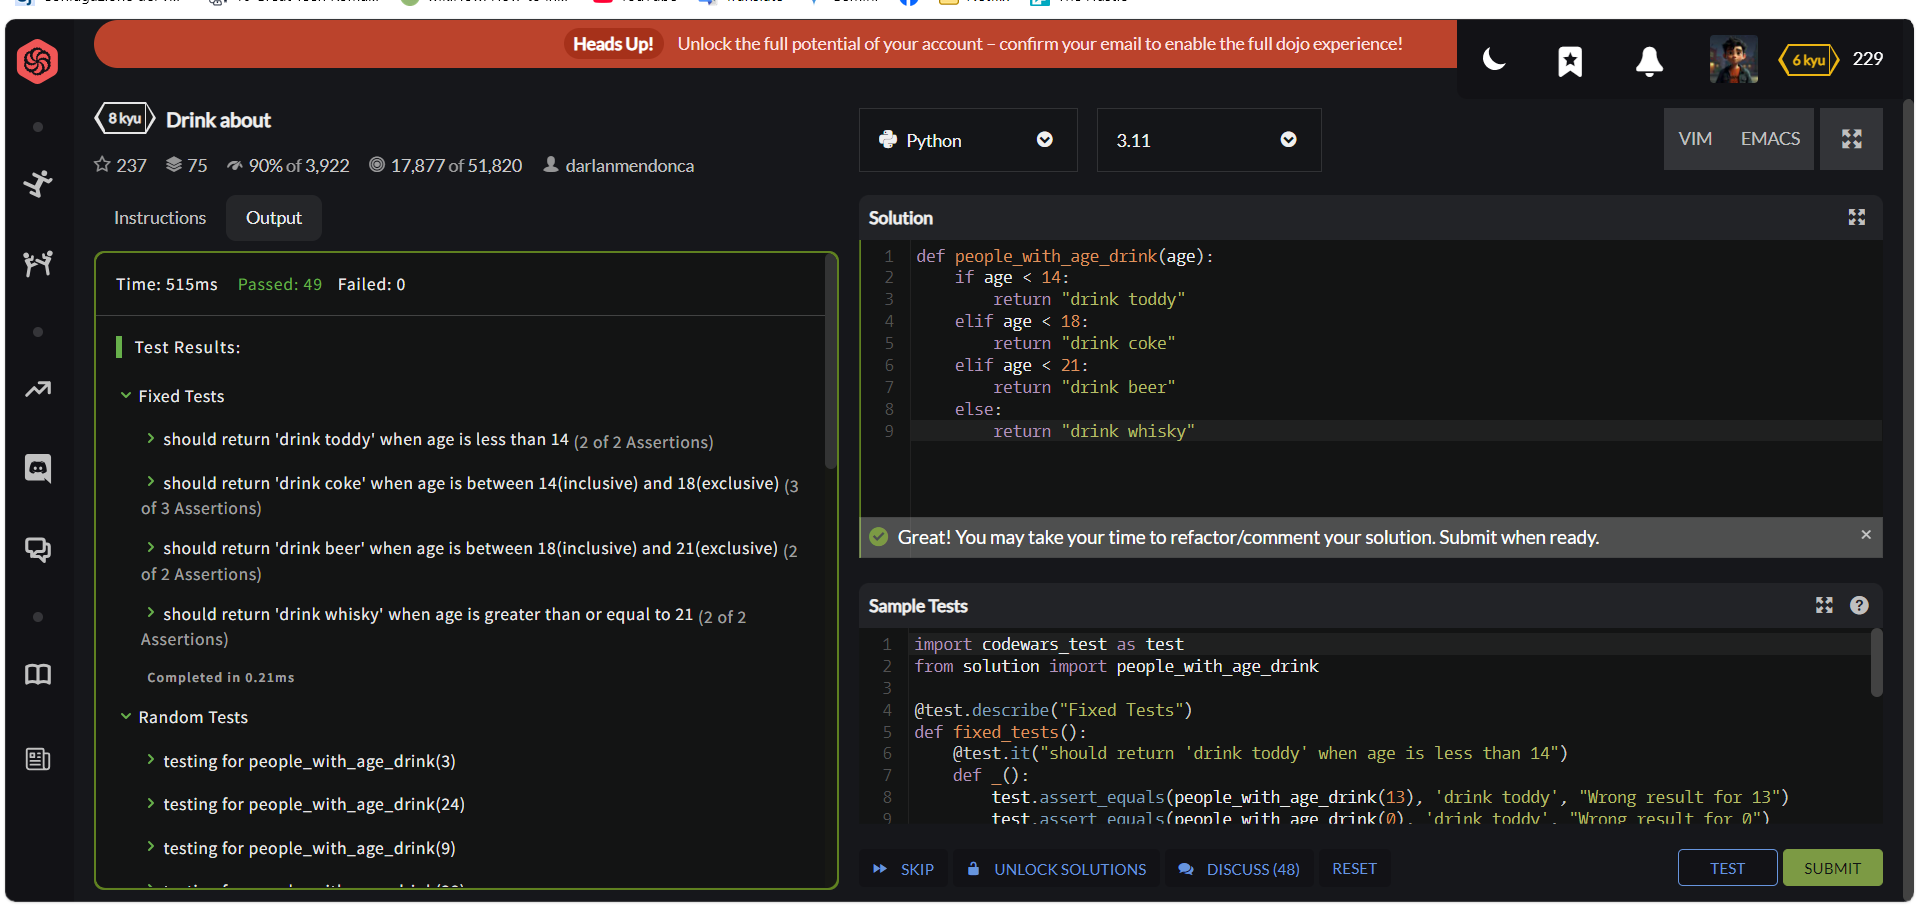 YouTube
Heads Up! Unlock the full potential of your account – confirm your email to enable the full dojo experience!
6 kyu 229
8 kyu Drink about
237 75 90% of 3,922 17,877 of 51,820 darlanmendonca
Python
3.11
VIM EMACS
Instructions Output
Time: 515ms Passed: 49 Failed: 0
Test Results:
Fixed Tests
should return 'drink toddy' when age is less than 14 (2 of 2 Assertions)
should return 'drink coke' when age is between 14(inclusive) and 18(exclusive) (3
of 3 Assertions)
should return 'drink beer' when age is between 18(inclusive) and 21(exclusive) (2
of 2 Assertions)
should return 'drink whisky' when age is greater than or equal to 21 (2 of 2
Assertions)
Completed in 0.21ms
Random Tests
testing for people_with_age_drink(3)
testing for people_with_age_drink(24)
testing for people_with_age_drink(9)
Solution
1 def people_with_age_drink(age):
2 if age < 14:
3 return "drink toddy"
4 elif age < 18:
5 return "drink coke"
6 elif age < 21:
7 return "drink beer"
8 else:
9 return "drink whisky"
Great! You may take your time to refactor/comment your solution. Submit when ready.
Sample Tests
1 import codewars_test as test
2 from solution import people_with_age_drink
3
4 @test.describe("Fixed Tests")
5 def fixed_tests():
6 @test.it("should return 'drink toddy' when age is less than 14")
7 def _():
8 test.assert_equals(people_with_age_drink(13), 'drink toddy', "Wrong result for 13")
9 test.assert_equals(people_with_age_drink(0), 'drink toddy', "Wrong result for 0")
SKIP UNLOCK SOLUTIONS DISCUSS (48) RESET
TEST SUBMIT